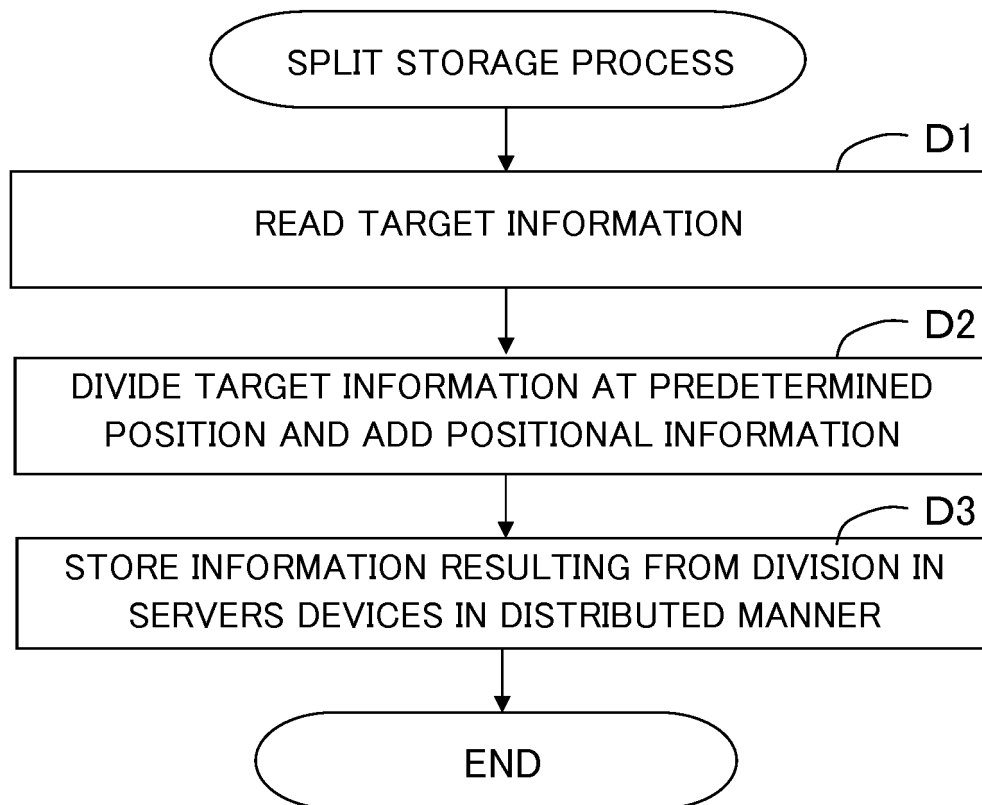 SPLIT STORAGE PROCESS
D1
READ TARGET INFORMATION
D2
DIVIDE TARGET INFORMATION AT PREDETERMINED
POSITION AND ADD POSITIONAL INFORMATION
D3
STORE INFORMATION RESULTING FROM DIVISION IN
SERVERS DEVICES IN DISTRIBUTED MANNER
END